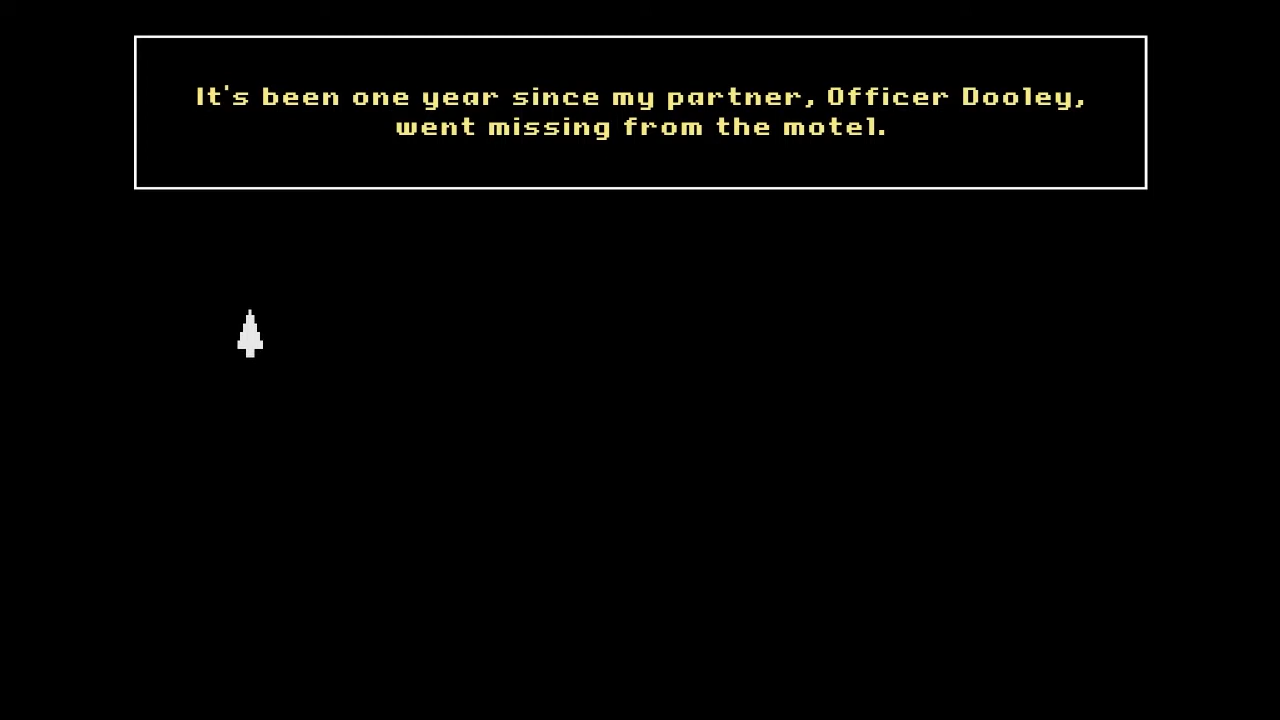 It's been one year since my partner, Officer Dooley,
went missing from the motel.